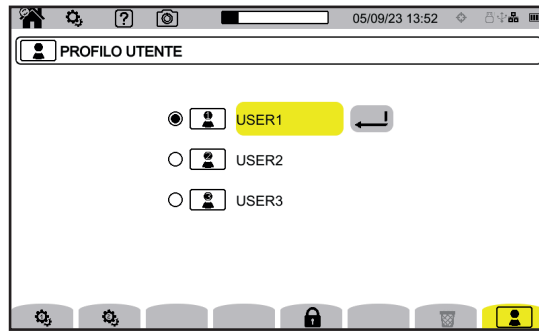 05/09/23 13:52
PROFILO UTENTE
USER1
USER2
USER3